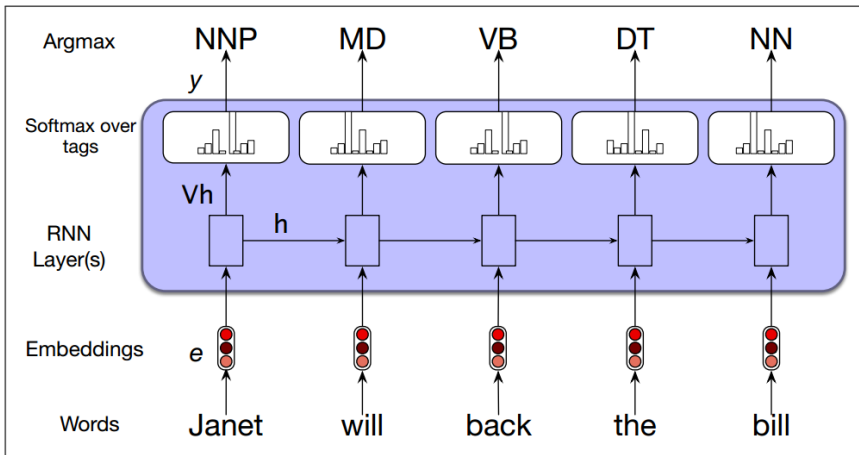 Argmax NNP MD VB DT NN
y
Softmax over
tags
Vh
h
RNN
Layer(s)
Embeddings e
Words Janet will back the bill